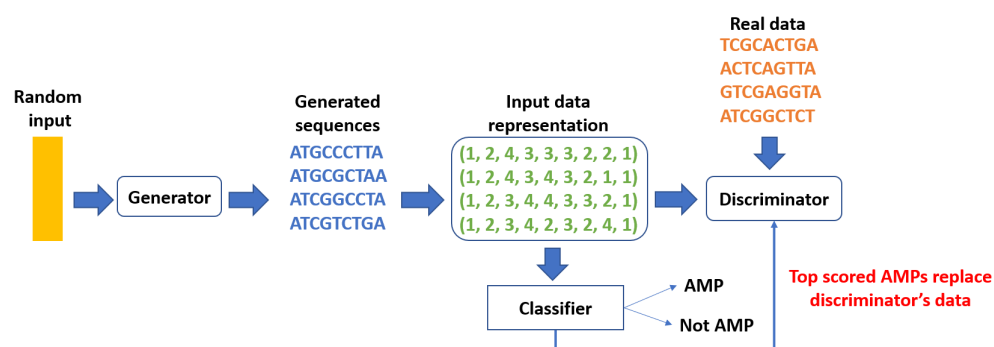 Real data
TCGCACTGA
ACTCAGTTA
GTCGAGGTA
ATCGGCTCT
Random
input
Generator
Generated
sequences
ATGCCCTTA
ATGCGCTAA
ATCGGCCTA
ATCGTCTGA
Input data
representation
(1, 2, 4, 3, 3, 3, 2, 2, 1)
(1, 2, 4, 3, 4, 3, 2, 1, 1)
(1, 2, 3, 4, 4, 3, 3, 2, 1)
(1, 2, 3, 4, 2, 3, 2, 4, 1)
Discriminator
Classifier
AMP
Not AMP
Top scored AMPs replace
discriminator's data